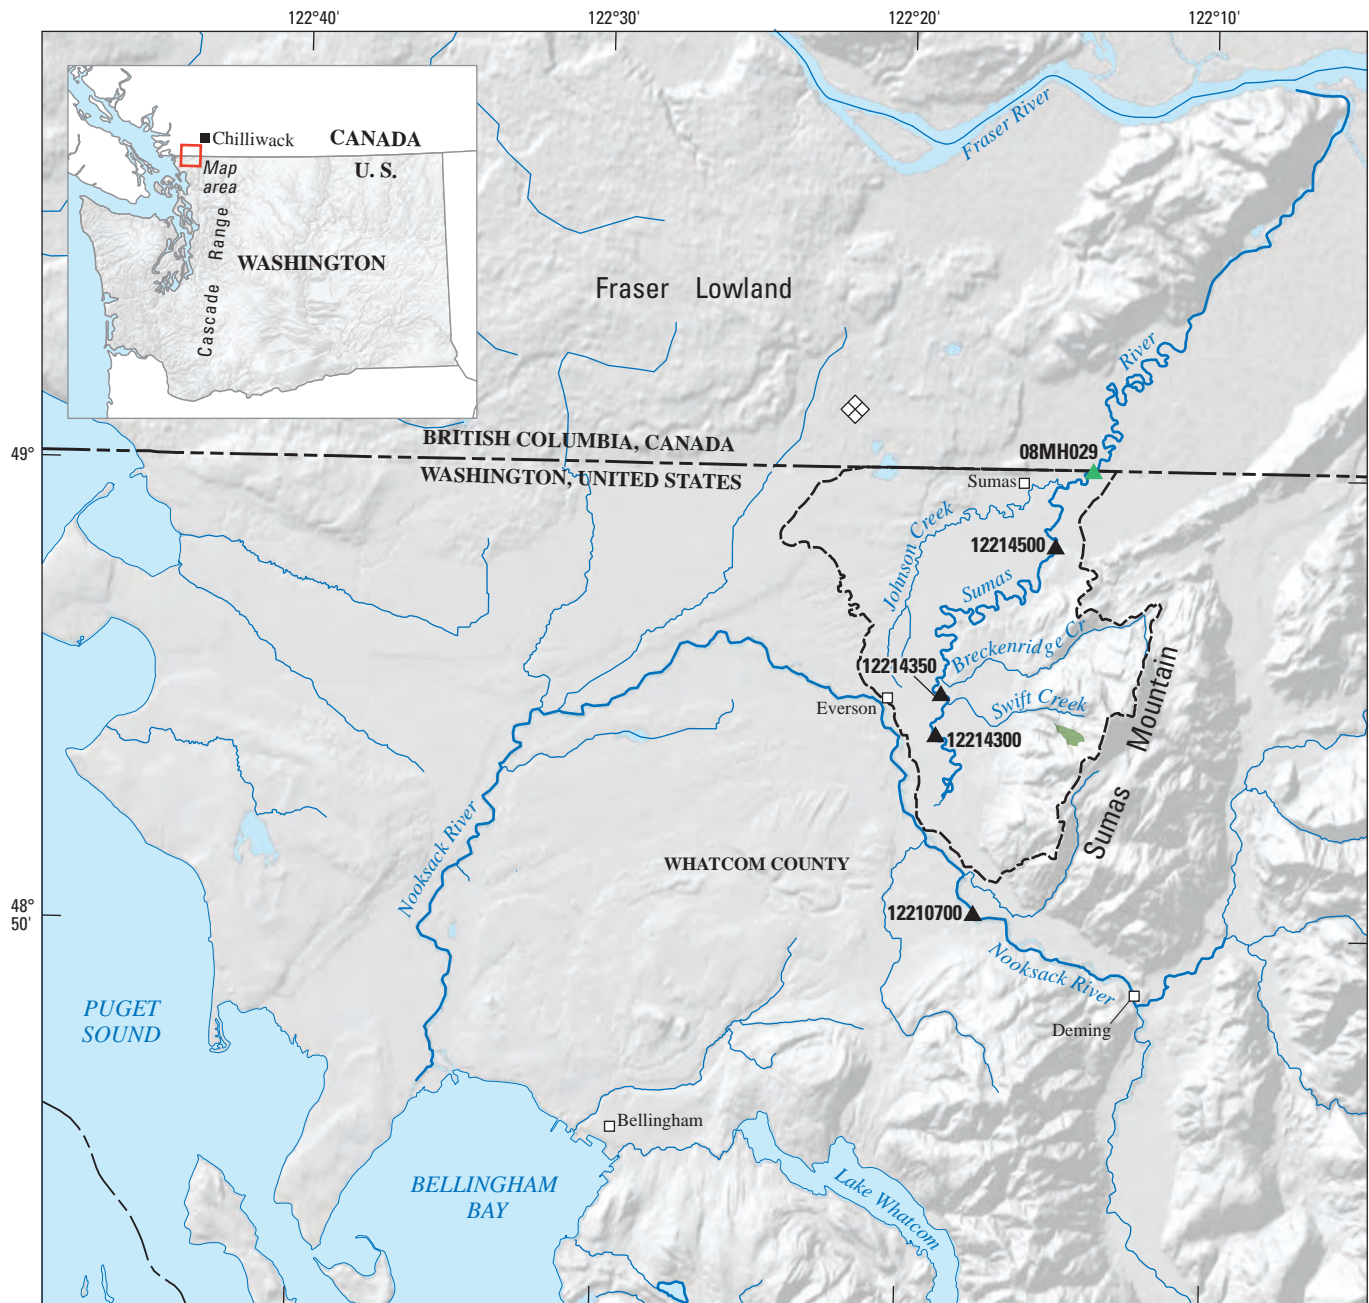 122°40'
122°30'
122°20'
122°10'
Chilliwack
CANADA
U. S.
Map
area
Cascade Range
WASHINGTON
Fraser River
Fraser Lowland
River
BRITISH COLUMBIA, CANADA
49°
WASHINGTON, UNITED STATES
08MH029
Sumas
Johnson Creek
12214500
Sumas
Breckenridge Cr
12214350
Swift Creek
Everson
12214300
Sumas Mountain
Nooksack River
WHATCOM COUNTY
48°
50'
12210700
Nooksack River
Deming
PUGET
SOUND
Bellingham
BELLINGHAM
BAY
Lake Whatcom